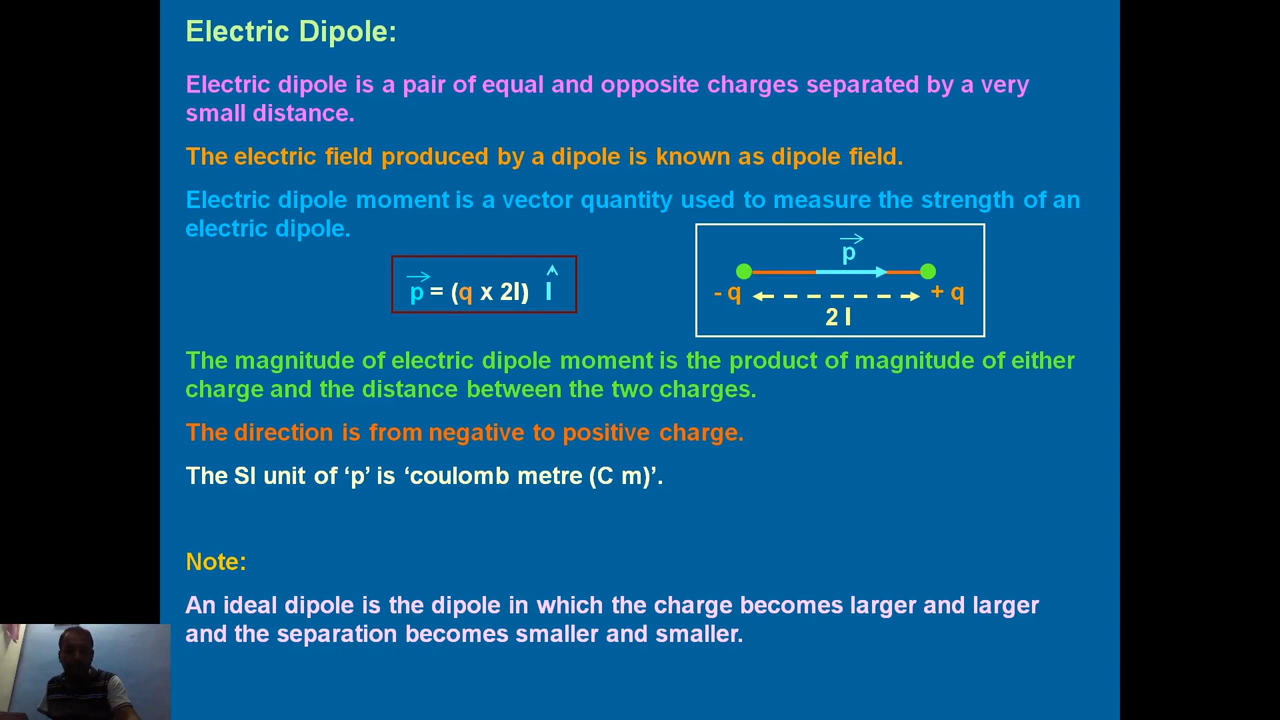 Electric Dipole:
Electric dipole is a pair of equal and opposite charges separated by a very
small distance.
The electric field produced by a dipole is known as dipole field.
Electric dipole moment is a vector quantity used to measure the strength of an
electric dipole.
p = (q x 2l) l
p
- q
+ q
2 l
The magnitude of electric dipole moment is the product of magnitude of either
charge and the distance between the two charges.
The direction is from negative to positive charge.
The SI unit of ‘p’ is ‘coulomb metre (C m)’.
Note:
An ideal dipole is the dipole in which the charge becomes larger and larger
and the separation becomes smaller and smaller.